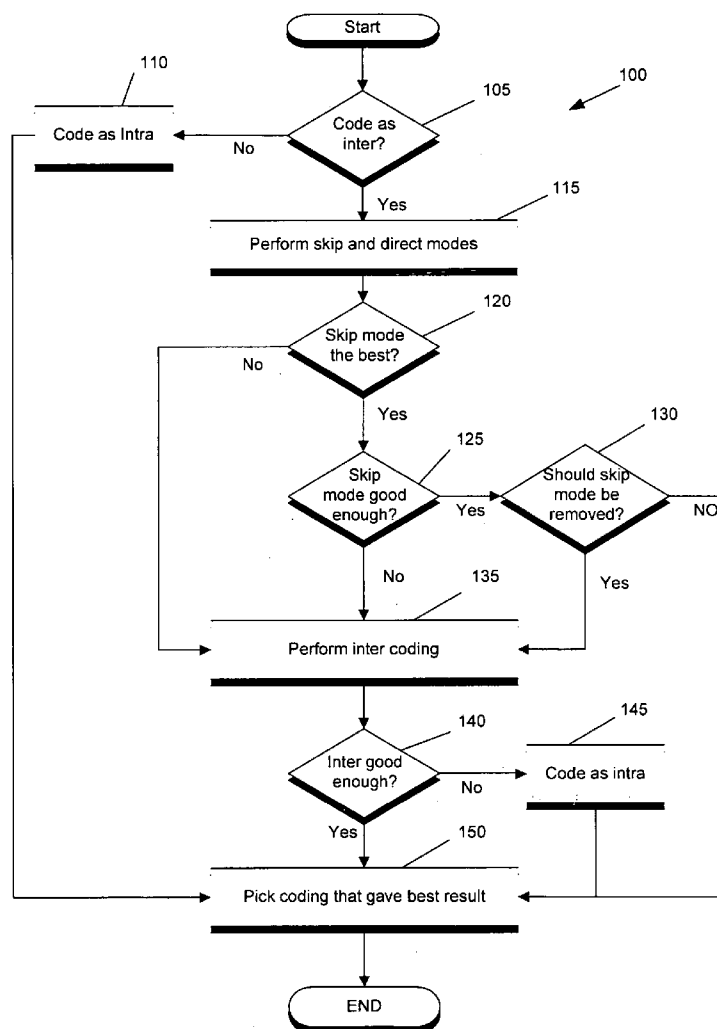 Start
110
105
100
Code as Intra
Code as
inter?
No
Yes
115
Perform skip and direct modes
120
Skip mode
the best?
No
Yes
125
130
Skip
mode good
enough?
Should skip
mode be
removed?
Yes
NO
No
Yes
135
Perform inter coding
140
145
Inter good
enough?
Code as intra
No
Yes
150
Pick coding that gave best result
END